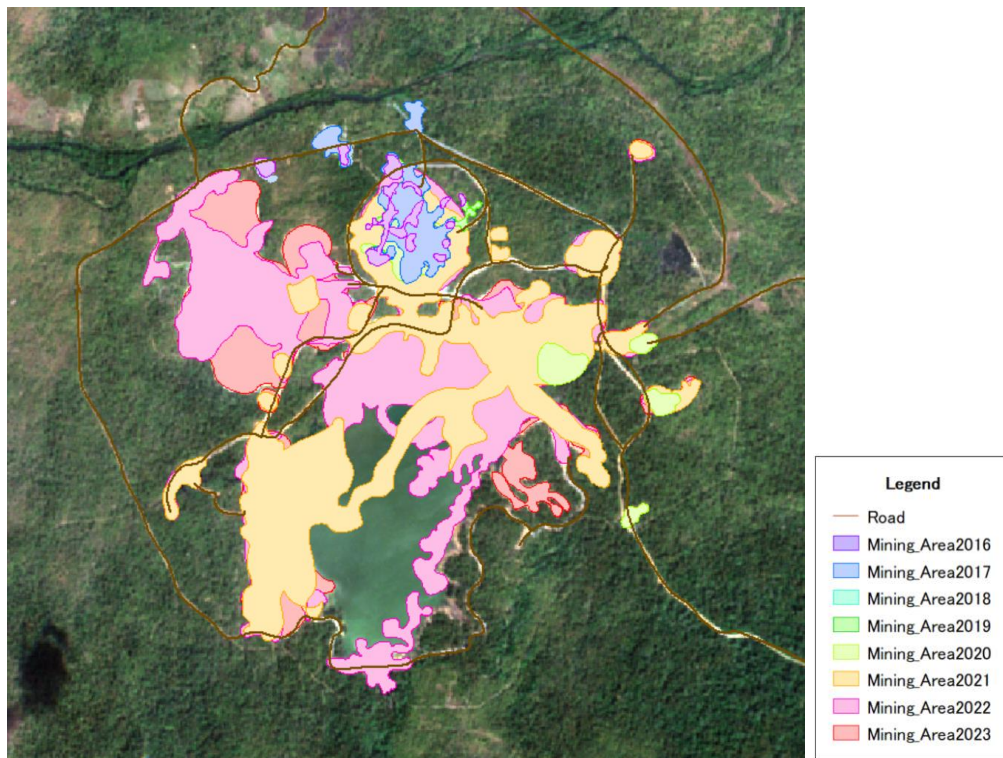 Legend
Road
Mining_Area2016
Mining_Area2017
Mining_Area2018
Mining_Area2019
Mining_Area2020
Mining_Area2021
Mining_Area2022
Mining_Area2023